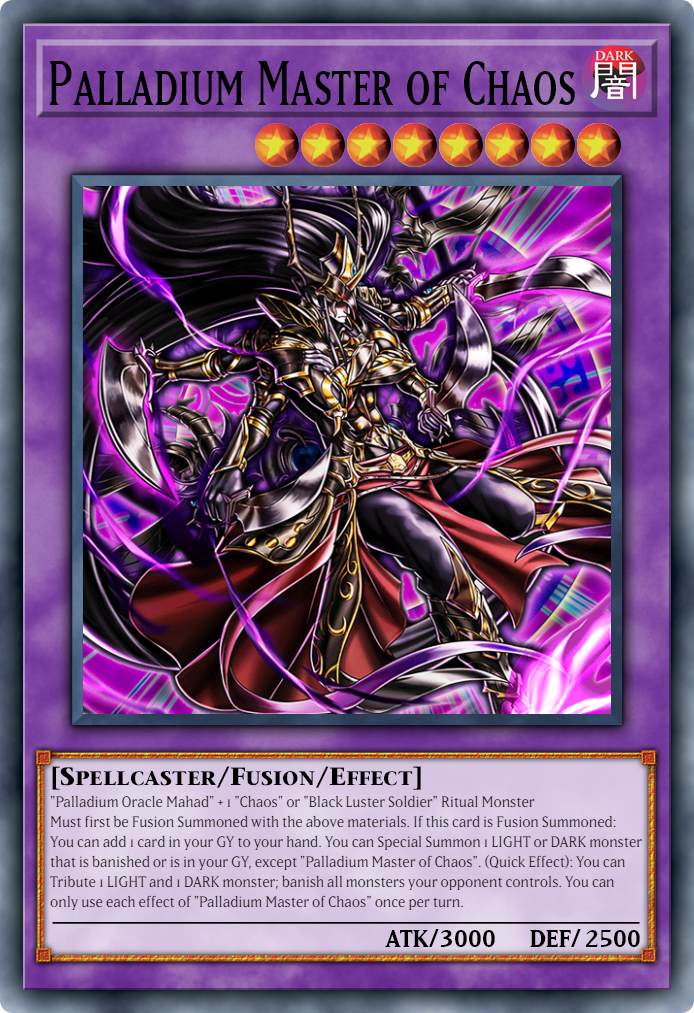 Palladium Master of Chaos
DARK
闇
[Spellcaster/Fusion/Effect]
"Palladium Oracle Mahad" + 1 "Chaos" or "Black Luster Soldier" Ritual Monster
Must first be Fusion Summoned with the above materials. If this card is Fusion Summoned:
You can add 1 card in your GY to your hand. You can Special Summon 1 LIGHT or DARK monster
that is banished or is in your GY, except "Palladium Master of Chaos". (Quick Effect): You can
Tribute 1 LIGHT and 1 DARK monster; banish all monsters your opponent controls. You can
only use each effect of "Palladium Master of Chaos" once per turn.
ATK/3000 DEF/ 2500